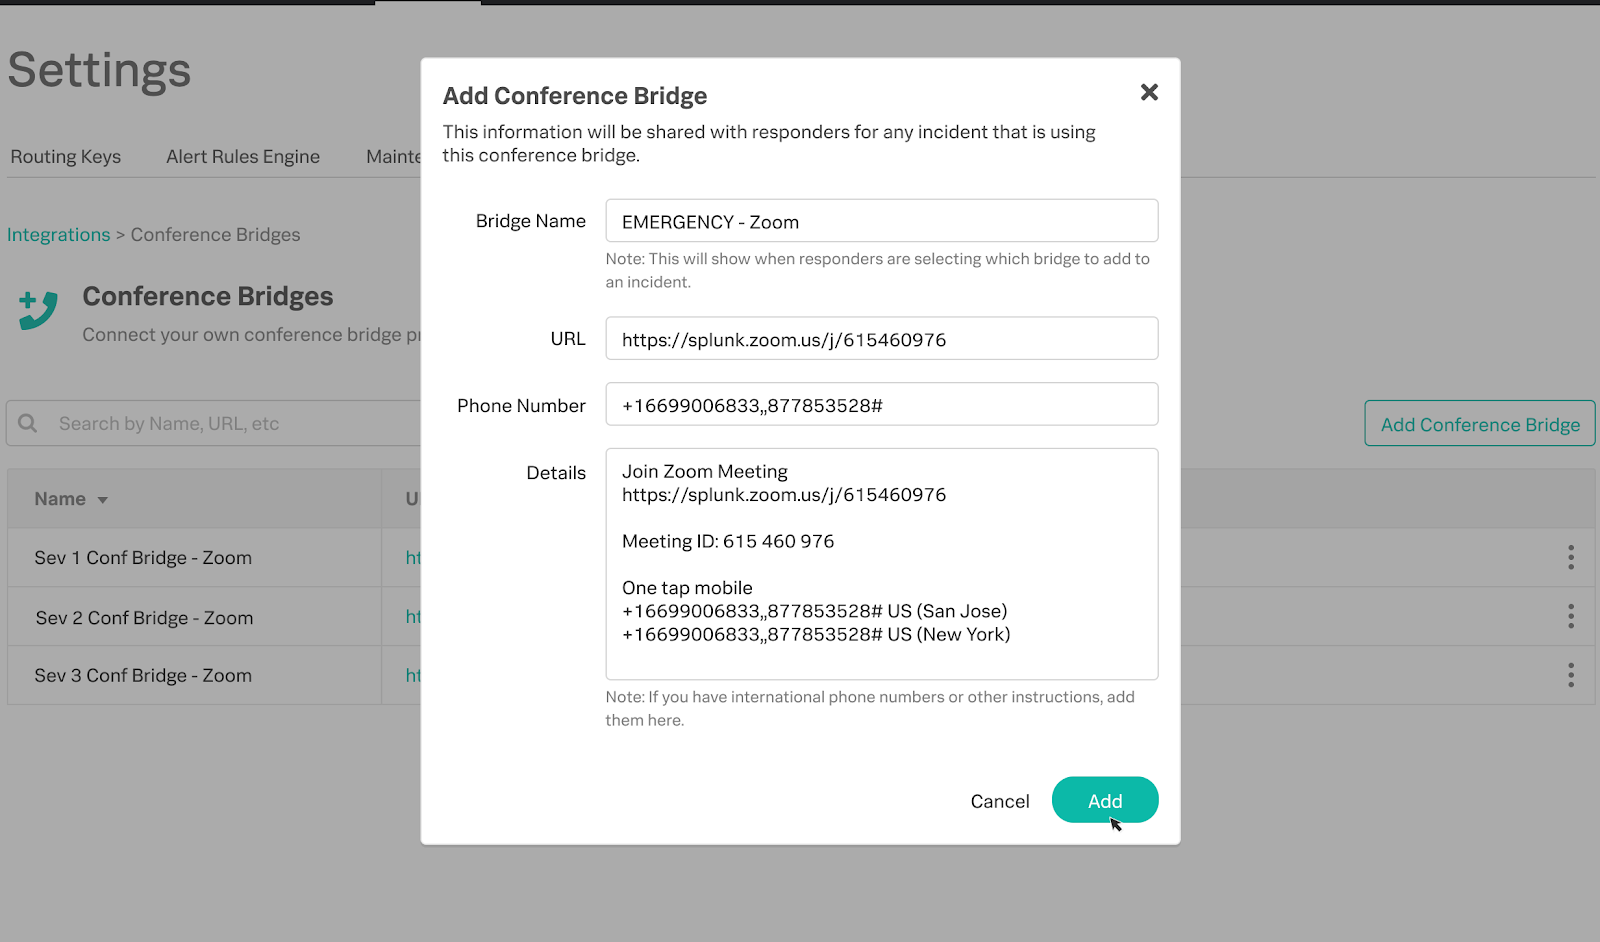 Settings
Routing Keys Alert Rules Engine
Integrations > Conference Bridges
Conference Bridges
Connect your own conference bridge
Search by Name, URL, etc
Add Conference Bridge
Name
Sev 1 Conf Bridge - Zoom
Sev 2 Conf Bridge - Zoom
Sev 3 Conf Bridge - Zoom
Add Conference Bridge
This information will be shared with responders for any incident that is using
this conference bridge.
Bridge Name EMERGENCY - Zoom
Note: This will show when responders are selecting which bridge to add to
an incident.
URL https://splunk.zoom.us/j/615460976
Phone Number +16699006833,,877853528#
Details Join Zoom Meeting
https://splunk.zoom.us/j/615460976
Meeting ID: 615 460 976
One tap mobile
+16699006833,,877853528# US (San Jose)
+16699006833,,877853528# US (New York)
Note: If you have international phone numbers or other instructions, add
them here.
Cancel Add